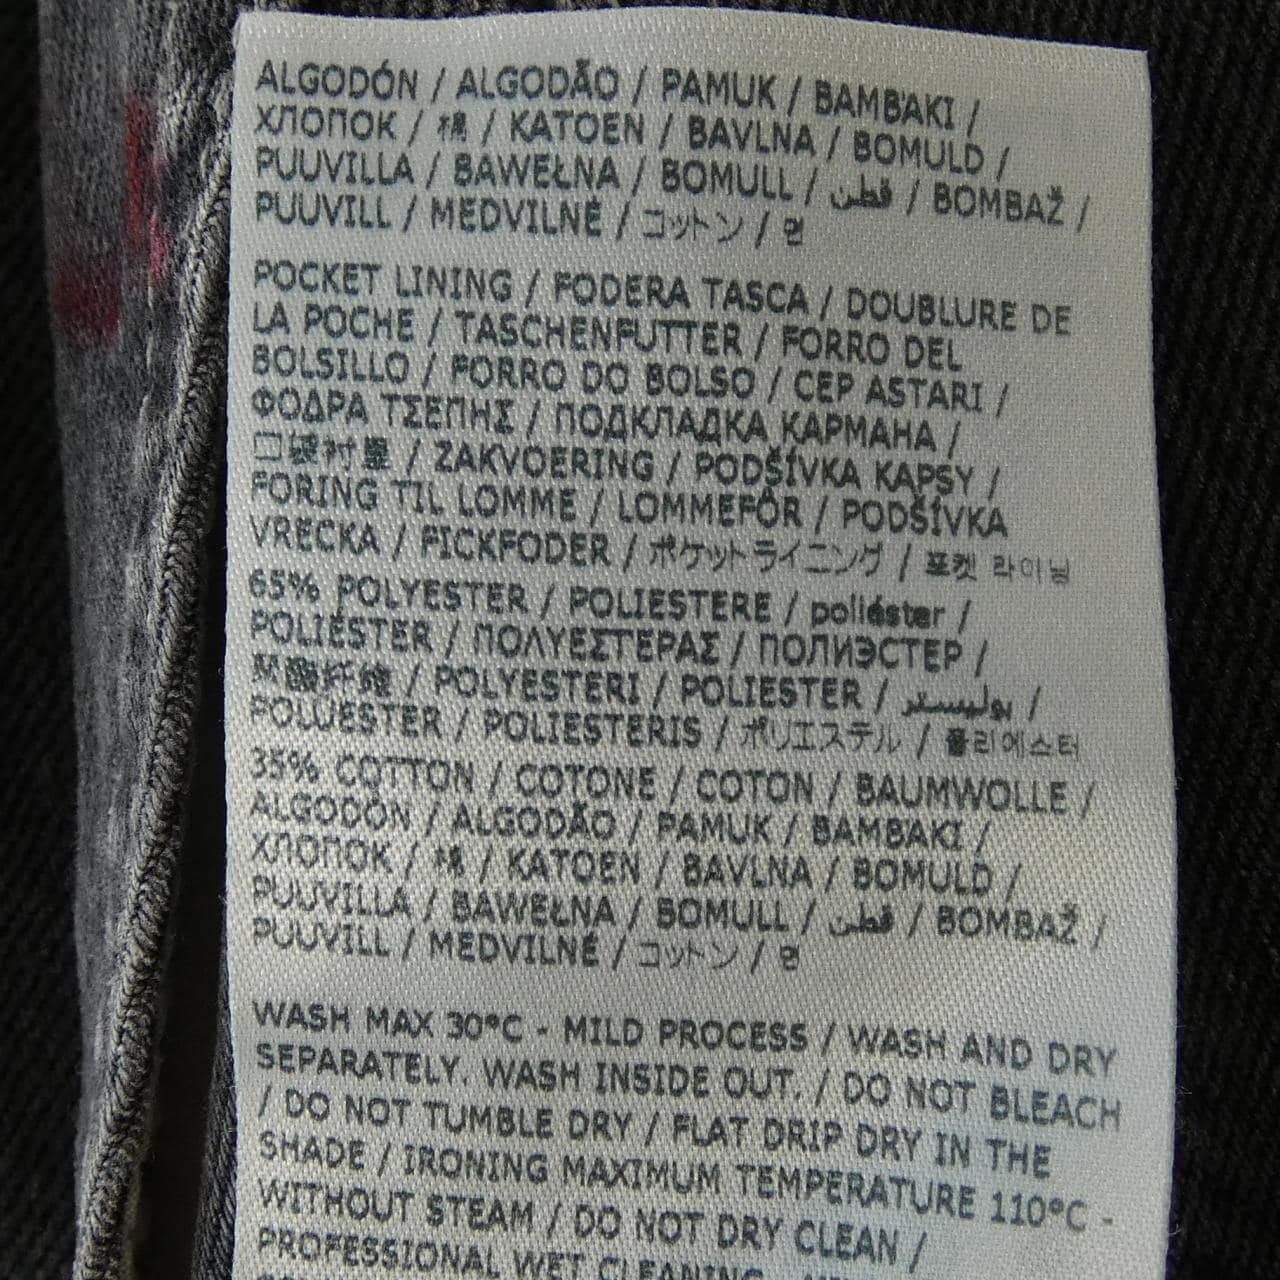 ALGODÓN / ALGODÃO / PAMUK / BAMBAKI /
ХЛОПОК / 棉 / KATOEN / BAVLNA / BOMULD /
PUUVILLA / BAWEŁNA / BOMULL / قطن / BOMBAŽ /
PUUVILL / MEDVILNĖ / コットン / 면
POCKET LINING / FODERA TASCA / DOUBLURE DE
LA POCHE / TASCHENFUTTER / FORRO DEL
BOLSILLO / FORRO DO BOLSO / CEP ASTARI /
ΦΟΔΡΑ ΤΣΕΠΗΣ / ПОДКЛАДКА КАРМАНА /
口袋衬里 / ZAKVOERING / PODŠÍVKA KAPSY /
FORING TIL LOMME / LOMMEFÔR / PODŠÍVKA
VRECKA / FICKFODER / ポケットライニング / 포켓 라이닝
65% POLYESTER / POLIESTERE / poliéster /
POLIÉSTER / ΠΟΛΥΕΣΤΕΡΑΣ / ПОЛИЭСТЕР /
聚酯纤维 / POLYESTERI / POLIESTER / بوليستر /
POLÜESTER / POLIESTERIS / ポリエステル / 폴리에스터
35% COTTON / COTONE / COTON / BAUMWOLLE /
ALGODÓN / ALGODÃO / PAMUK / BAMBAKI /
ХЛОПОК / 棉 / KATOEN / BAVLNA / BOMULD /
PUUVILLA / BAWEŁNA / BOMULL / قطن / BOMBAŽ /
PUUVILL / MEDVILNĖ / コットン / 면
WASH MAX 30°C - MILD PROCESS / WASH AND DRY
SEPARATELY. WASH INSIDE OUT. / DO NOT BLEACH
/ DO NOT TUMBLE DRY / FLAT DRIP DRY IN THE
SHADE / IRONING MAXIMUM TEMPERATURE 110°C -
WITHOUT STEAM / DO NOT DRY CLEAN /
PROFESSIONAL WET CLEANING -